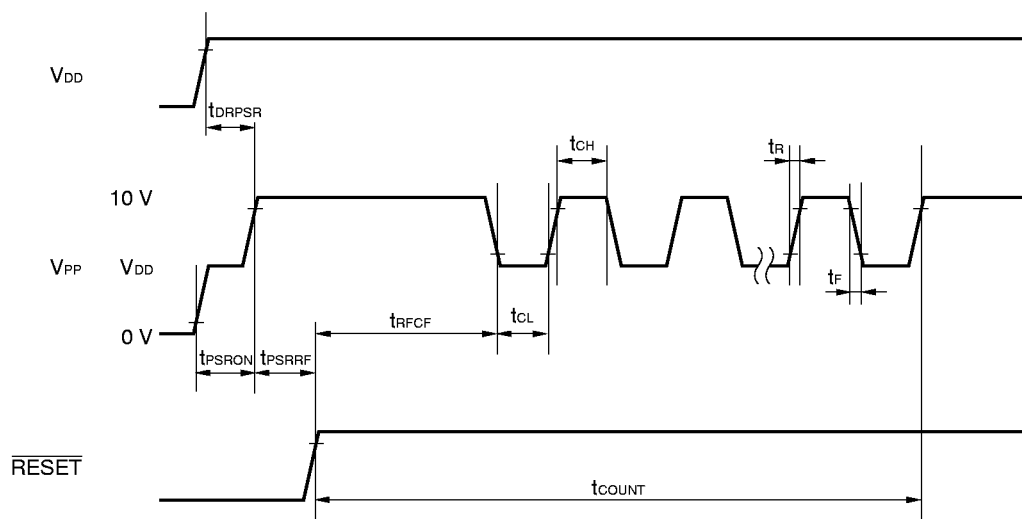 VDD
tDRPSR
tCH
tR
10 V
VPP
VDD
tF
0 V
tRFCF
tCL
tPSRON
tPSRRF
RESET
tCOUNT